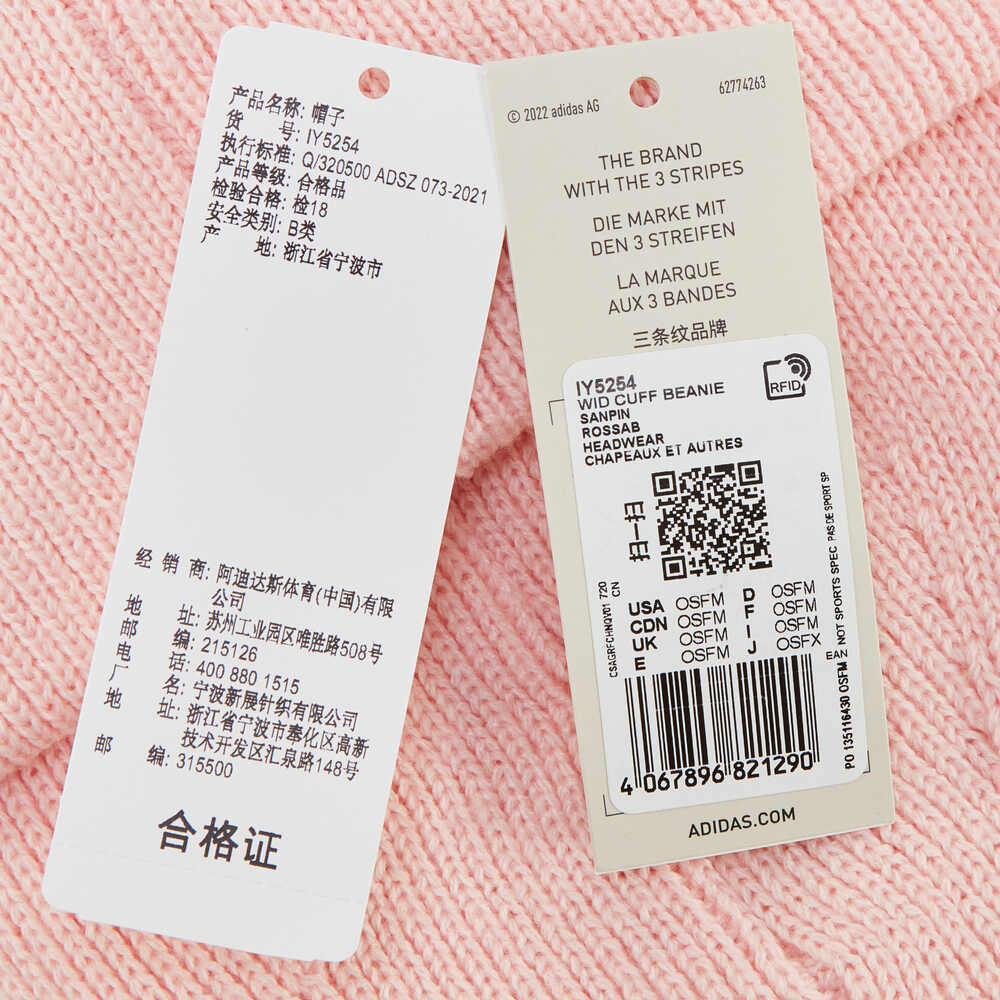 产品名称: 帽子
货 号: IY5254
执行标准: Q/320500 ADSZ 073-2021
产品等级: 合格品
检验合格: 检18
安全类别: B类
产 地: 浙江省宁波市
经 销 商: 阿迪达斯体育(中国)有限
公司
地 址: 苏州工业园区唯胜路508号
邮 编: 215126
电 话: 400 880 1515
厂 名: 宁波新展针织有限公司
地 址: 浙江省宁波市奉化区高新
技术开发区汇泉路148号
邮 编: 315500
合格证
© 2022 adidas AG
62774263
THE BRAND
WITH THE 3 STRIPES
DIE MARKE MIT
DEN 3 STREIFEN
LA MARQUE
AUX 3 BANDES
三条纹品牌
IY5254
WID CUFF BEANIE
SANPIN
ROSSAB
HEADWEAR
CHAPEAUX ET AUTRES
RFID
扫一扫
CSAGRFCHNQV01 720
CN
USA OSFM D OSFM
CDN OSFM F OSFM
UK OSFM I OSFM
E OSFM J OSFX
EAN
NOT SPORTS SPEC PAS DE SPORT SP
PO 135116430 OSFM
4 067896 821290
ADIDAS.COM